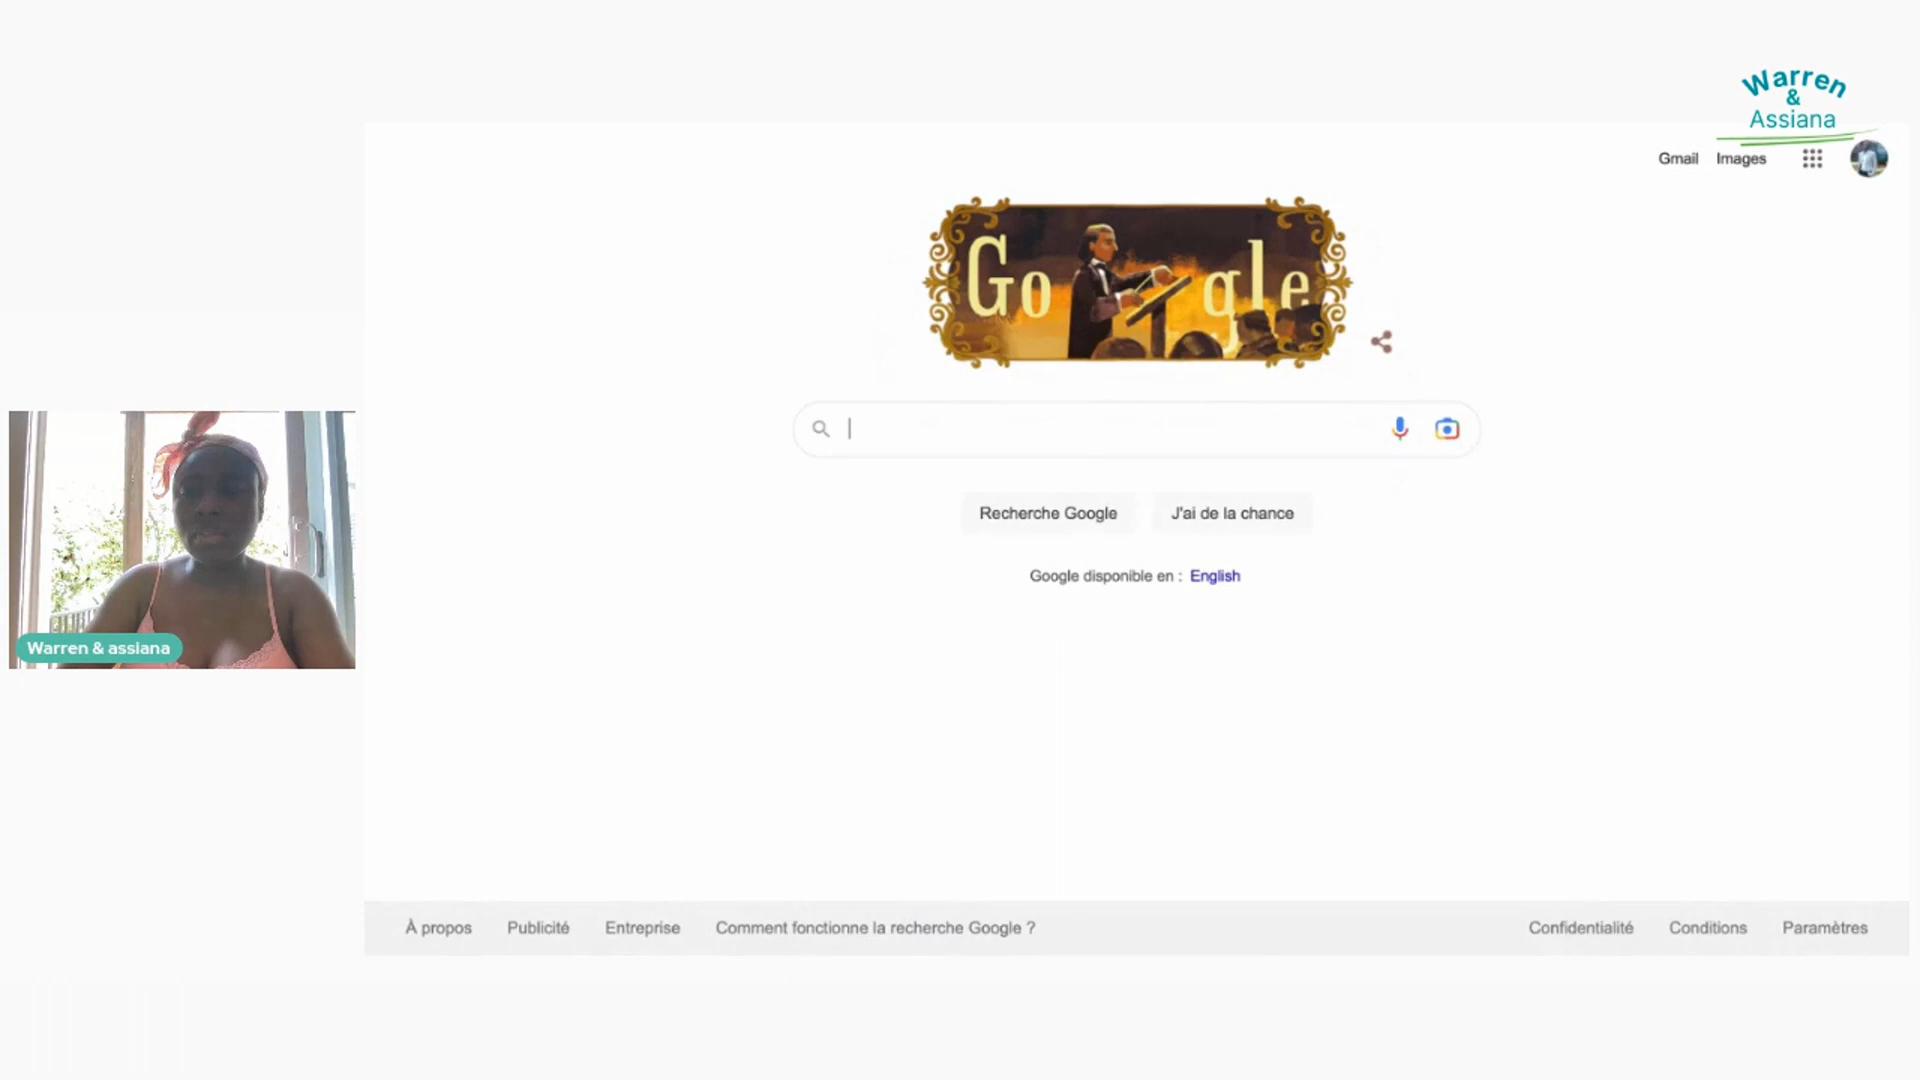 Warren
&
Assiana
Gmail Images
Google
Recherche Google J'ai de la chance
Google disponible en : English
Warren & assiana
À propos Publicité Entreprise Comment fonctionne la recherche Google ? Confidentialité Conditions Paramètres